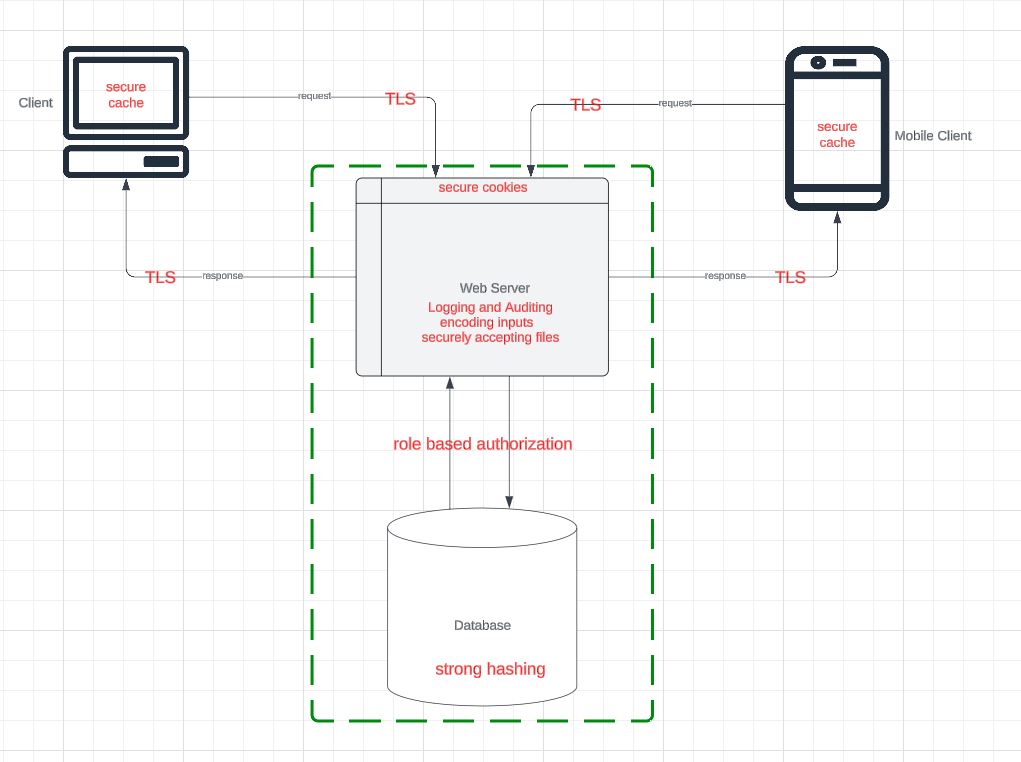 secure
cache
Client
request
TLS
TLS
request
secure
cache
Mobile Client
secure cookies
TLS
response
response
TLS
Web Server
Logging and Auditing
encoding inputs
securely accepting files
role based authorization
Database
strong hashing